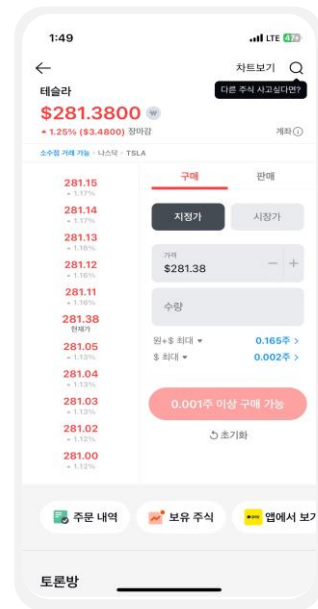 1:49
LTE 47
차트보기
테슬라
다른 주식 사고싶다면?
$281.3800 ₩
1.25% ($3.4800) 장마감
계좌
소수점 거래 가능 · 나스닥 · TSLA
281.15
+ 1.17%
구매
판매
281.14
+ 1.17%
지정가
시장가
281.13
+ 1.16%
281.12
+ 1.16%
가격
$281.38
− +
281.11
+ 1.16%
수량
281.38
현재가
281.05
+ 1.13%
원+$ 최대
0.165주 >
$ 최대
0.002주 >
281.04
+ 1.13%
281.03
+ 1.13%
0.001주 이상 구매 가능
281.02
+ 1.12%
초기화
281.00
+ 1.12%
주문 내역
보유 주식
앱에서 보기
토론방